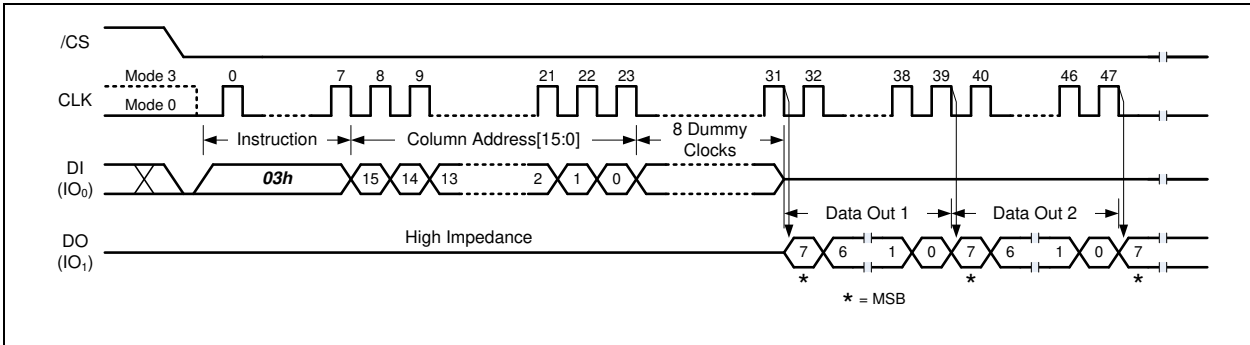 /CS
Mode 3 0 7 8 9 21 22 23 31 32 38 39 40 46 47
CLK
Mode 0
Instruction Column Address[15:0] 8 Dummy Clocks
DI
(IO0)
03h 15 14 13 2 1 0
Data Out 1 Data Out 2
DO
(IO1)
High Impedance
7 6 1 0 7 6 1 0 7
* * *
* = MSB